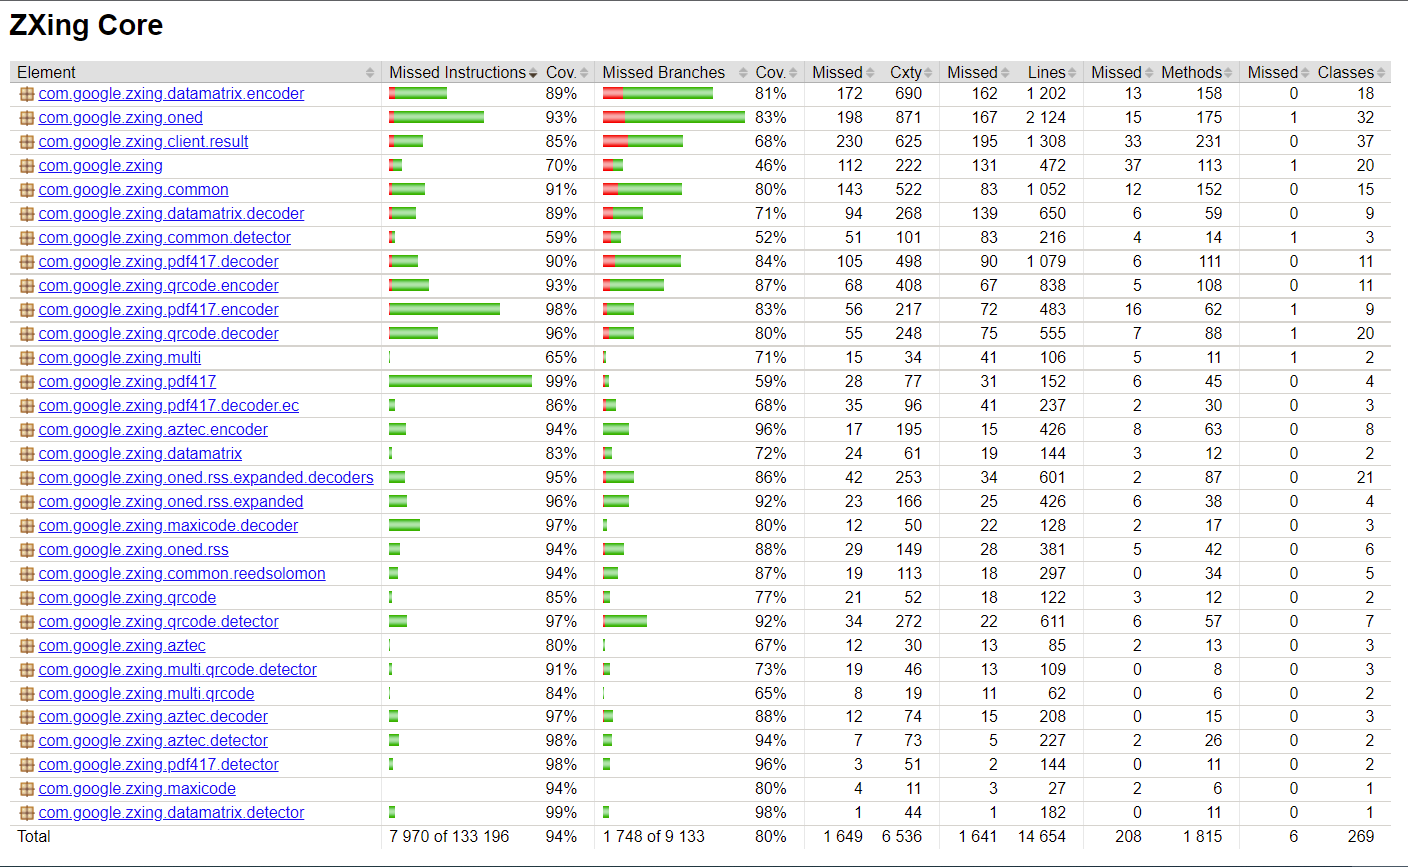 ZXing Core
Element Missed Instructions Cov. Missed Branches Cov. Missed Cxty Missed Lines Missed Methods Missed Classes
com.google.zxing.datamatrix.encoder 89% 81% 172 690 162 1 202 13 158 0 18
com.google.zxing.oned 93% 83% 198 871 167 2 124 15 175 1 32
com.google.zxing.client.result 85% 68% 230 625 195 1 308 33 231 0 37
com.google.zxing 70% 46% 112 222 131 472 37 113 1 20
com.google.zxing.common 91% 80% 143 522 83 1 052 12 152 0 15
com.google.zxing.datamatrix.decoder 89% 71% 94 268 139 650 6 59 0 9
com.google.zxing.common.detector 59% 52% 51 101 83 216 4 14 1 3
com.google.zxing.pdf417.decoder 90% 84% 105 498 90 1 079 6 111 0 11
com.google.zxing.qrcode.encoder 93% 87% 68 408 67 838 5 108 0 11
com.google.zxing.pdf417.encoder 98% 83% 56 217 72 483 16 62 1 9
com.google.zxing.qrcode.decoder 96% 80% 55 248 75 555 7 88 1 20
com.google.zxing.multi 65% 71% 15 34 41 106 5 11 1 2
com.google.zxing.pdf417 99% 59% 28 77 31 152 6 45 0 4
com.google.zxing.pdf417.decoder.ec 86% 68% 35 96 41 237 2 30 0 3
com.google.zxing.aztec.encoder 94% 96% 17 195 15 426 8 63 0 8
com.google.zxing.datamatrix 83% 72% 24 61 19 144 3 12 0 2
com.google.zxing.oned.rss.expanded.decoders 95% 86% 42 253 34 601 2 87 0 21
com.google.zxing.oned.rss.expanded 96% 92% 23 166 25 426 6 38 0 4
com.google.zxing.maxicode.decoder 97% 80% 12 50 22 128 2 17 0 3
com.google.zxing.oned.rss 94% 88% 29 149 28 381 5 42 0 6
com.google.zxing.common.reedsolomon 94% 87% 19 113 18 297 0 34 0 5
com.google.zxing.qrcode 85% 77% 21 52 18 122 3 12 0 2
com.google.zxing.qrcode.detector 97% 92% 34 272 22 611 6 57 0 7
com.google.zxing.aztec 80% 67% 12 30 13 85 2 13 0 3
com.google.zxing.multi.qrcode.detector 91% 73% 19 46 13 109 0 8 0 3
com.google.zxing.multi.qrcode 84% 65% 8 19 11 62 0 6 0 2
com.google.zxing.aztec.decoder 97% 88% 12 74 15 208 0 15 0 3
com.google.zxing.aztec.detector 98% 94% 7 73 5 227 2 26 0 2
com.google.zxing.pdf417.detector 98% 96% 3 51 2 144 0 11 0 2
com.google.zxing.maxicode 94% 80% 4 11 3 27 2 6 0 1
com.google.zxing.datamatrix.detector 99% 98% 1 44 1 182 0 11 0 1
Total 7 970 of 133 196 94% 1 748 of 9 133 80% 1 649 6 536 1 641 14 654 208 1 815 6 269